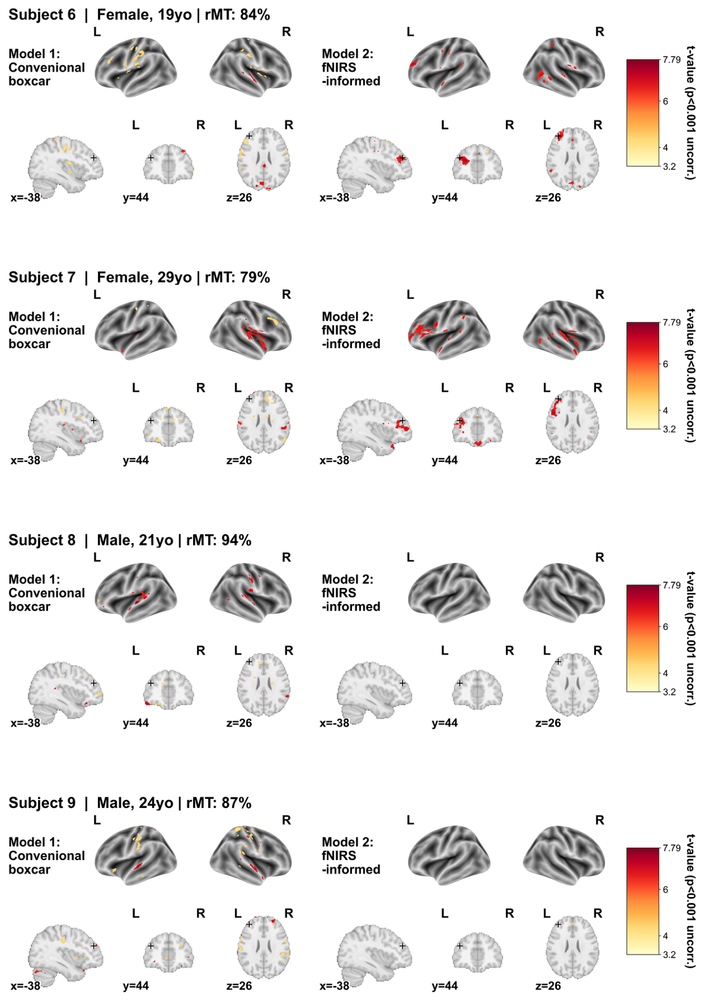 Subject 6 | Female, 19yo | rMT: 84%
L R L R
Model 1:
Convenional
boxcar
Model 2:
fNIRS
-informed
L R L R L R L
x=-38 y=44 z=26 x=-38 y=44 z=26
7.79
6
4
3.2
t-value (p<0.001 uncorr.)
Subject 7 | Female, 29yo | rMT: 79%
L R L R
Model 1:
Convenional
boxcar
Model 2:
fNIRS
-informed
L R L R L R L
x=-38 y=44 z=26 x=-38 y=44 z=26
7.79
6
4
3.2
t-value (p<0.001 uncorr.)
Subject 8 | Male, 21yo | rMT: 94%
L R L R
Model 1:
Convenional
boxcar
Model 2:
fNIRS
-informed
L R L R L R L
x=-38 y=44 z=26 x=-38 y=44 z=26
7.79
6
4
3.2
t-value (p<0.001 uncorr.)
Subject 9 | Male, 24yo | rMT: 87%
L R L R
Model 1:
Convenional
boxcar
Model 2:
fNIRS
-informed
L R L R L R L
x=-38 y=44 z=26 x=-38 y=44 z=26
7.79
6
4
3.2
t-value (p<0.001 uncorr.)